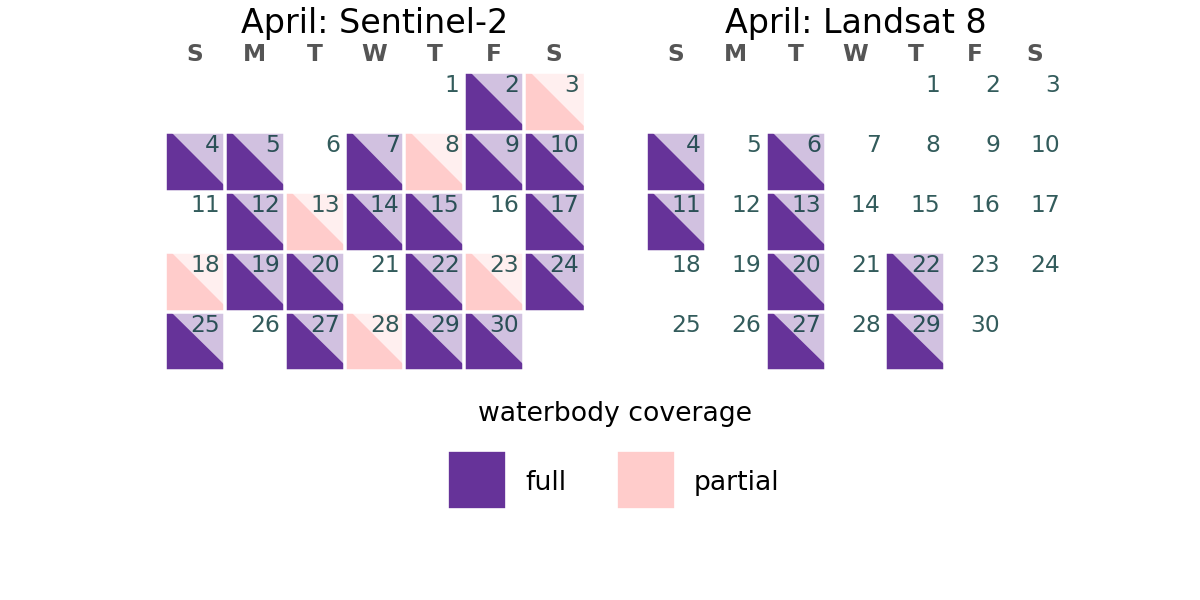 April: Sentinel-2
S M T W T F S
1 2 3
4 5 6 7 8 9 10
11 12 13 14 15 16 17
18 19 20 21 22 23 24
25 26 27 28 29 30
April: Landsat 8
S M T W T F S
1 2 3
4 5 6 7 8 9 10
11 12 13 14 15 16 17
18 19 20 21 22 23 24
25 26 27 28 29 30
waterbody coverage
full partial